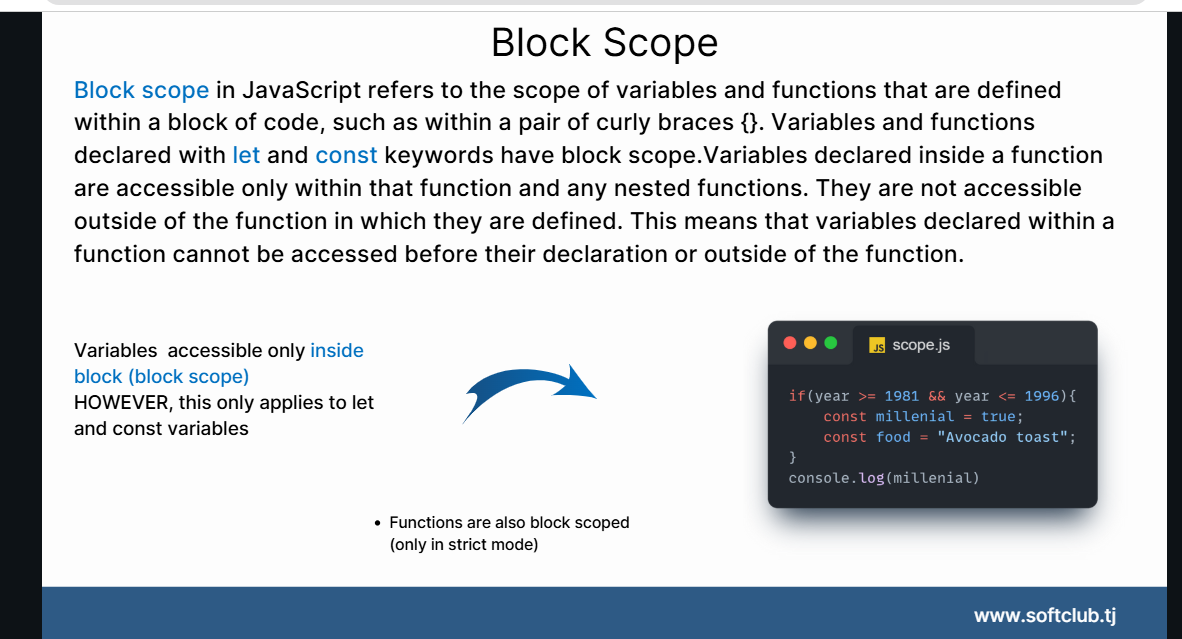 Block Scope
Block scope in JavaScript refers to the scope of variables and functions that are defined
within a block of code, such as within a pair of curly braces {}. Variables and functions
declared with let and const keywords have block scope.Variables declared inside a function
are accessible only within that function and any nested functions. They are not accessible
outside of the function in which they are defined. This means that variables declared within a
function cannot be accessed before their declaration or outside of the function.
Variables  accessible only inside
block (block scope)
HOWEVER, this only applies to let
and const variables
JS scope.js
if(year >= 1981 && year <= 1996){
    const millenial = true;
    const food = "Avocado toast";
}
console.log(millenial)
• Functions are also block scoped
(only in strict mode)
www.softclub.tj